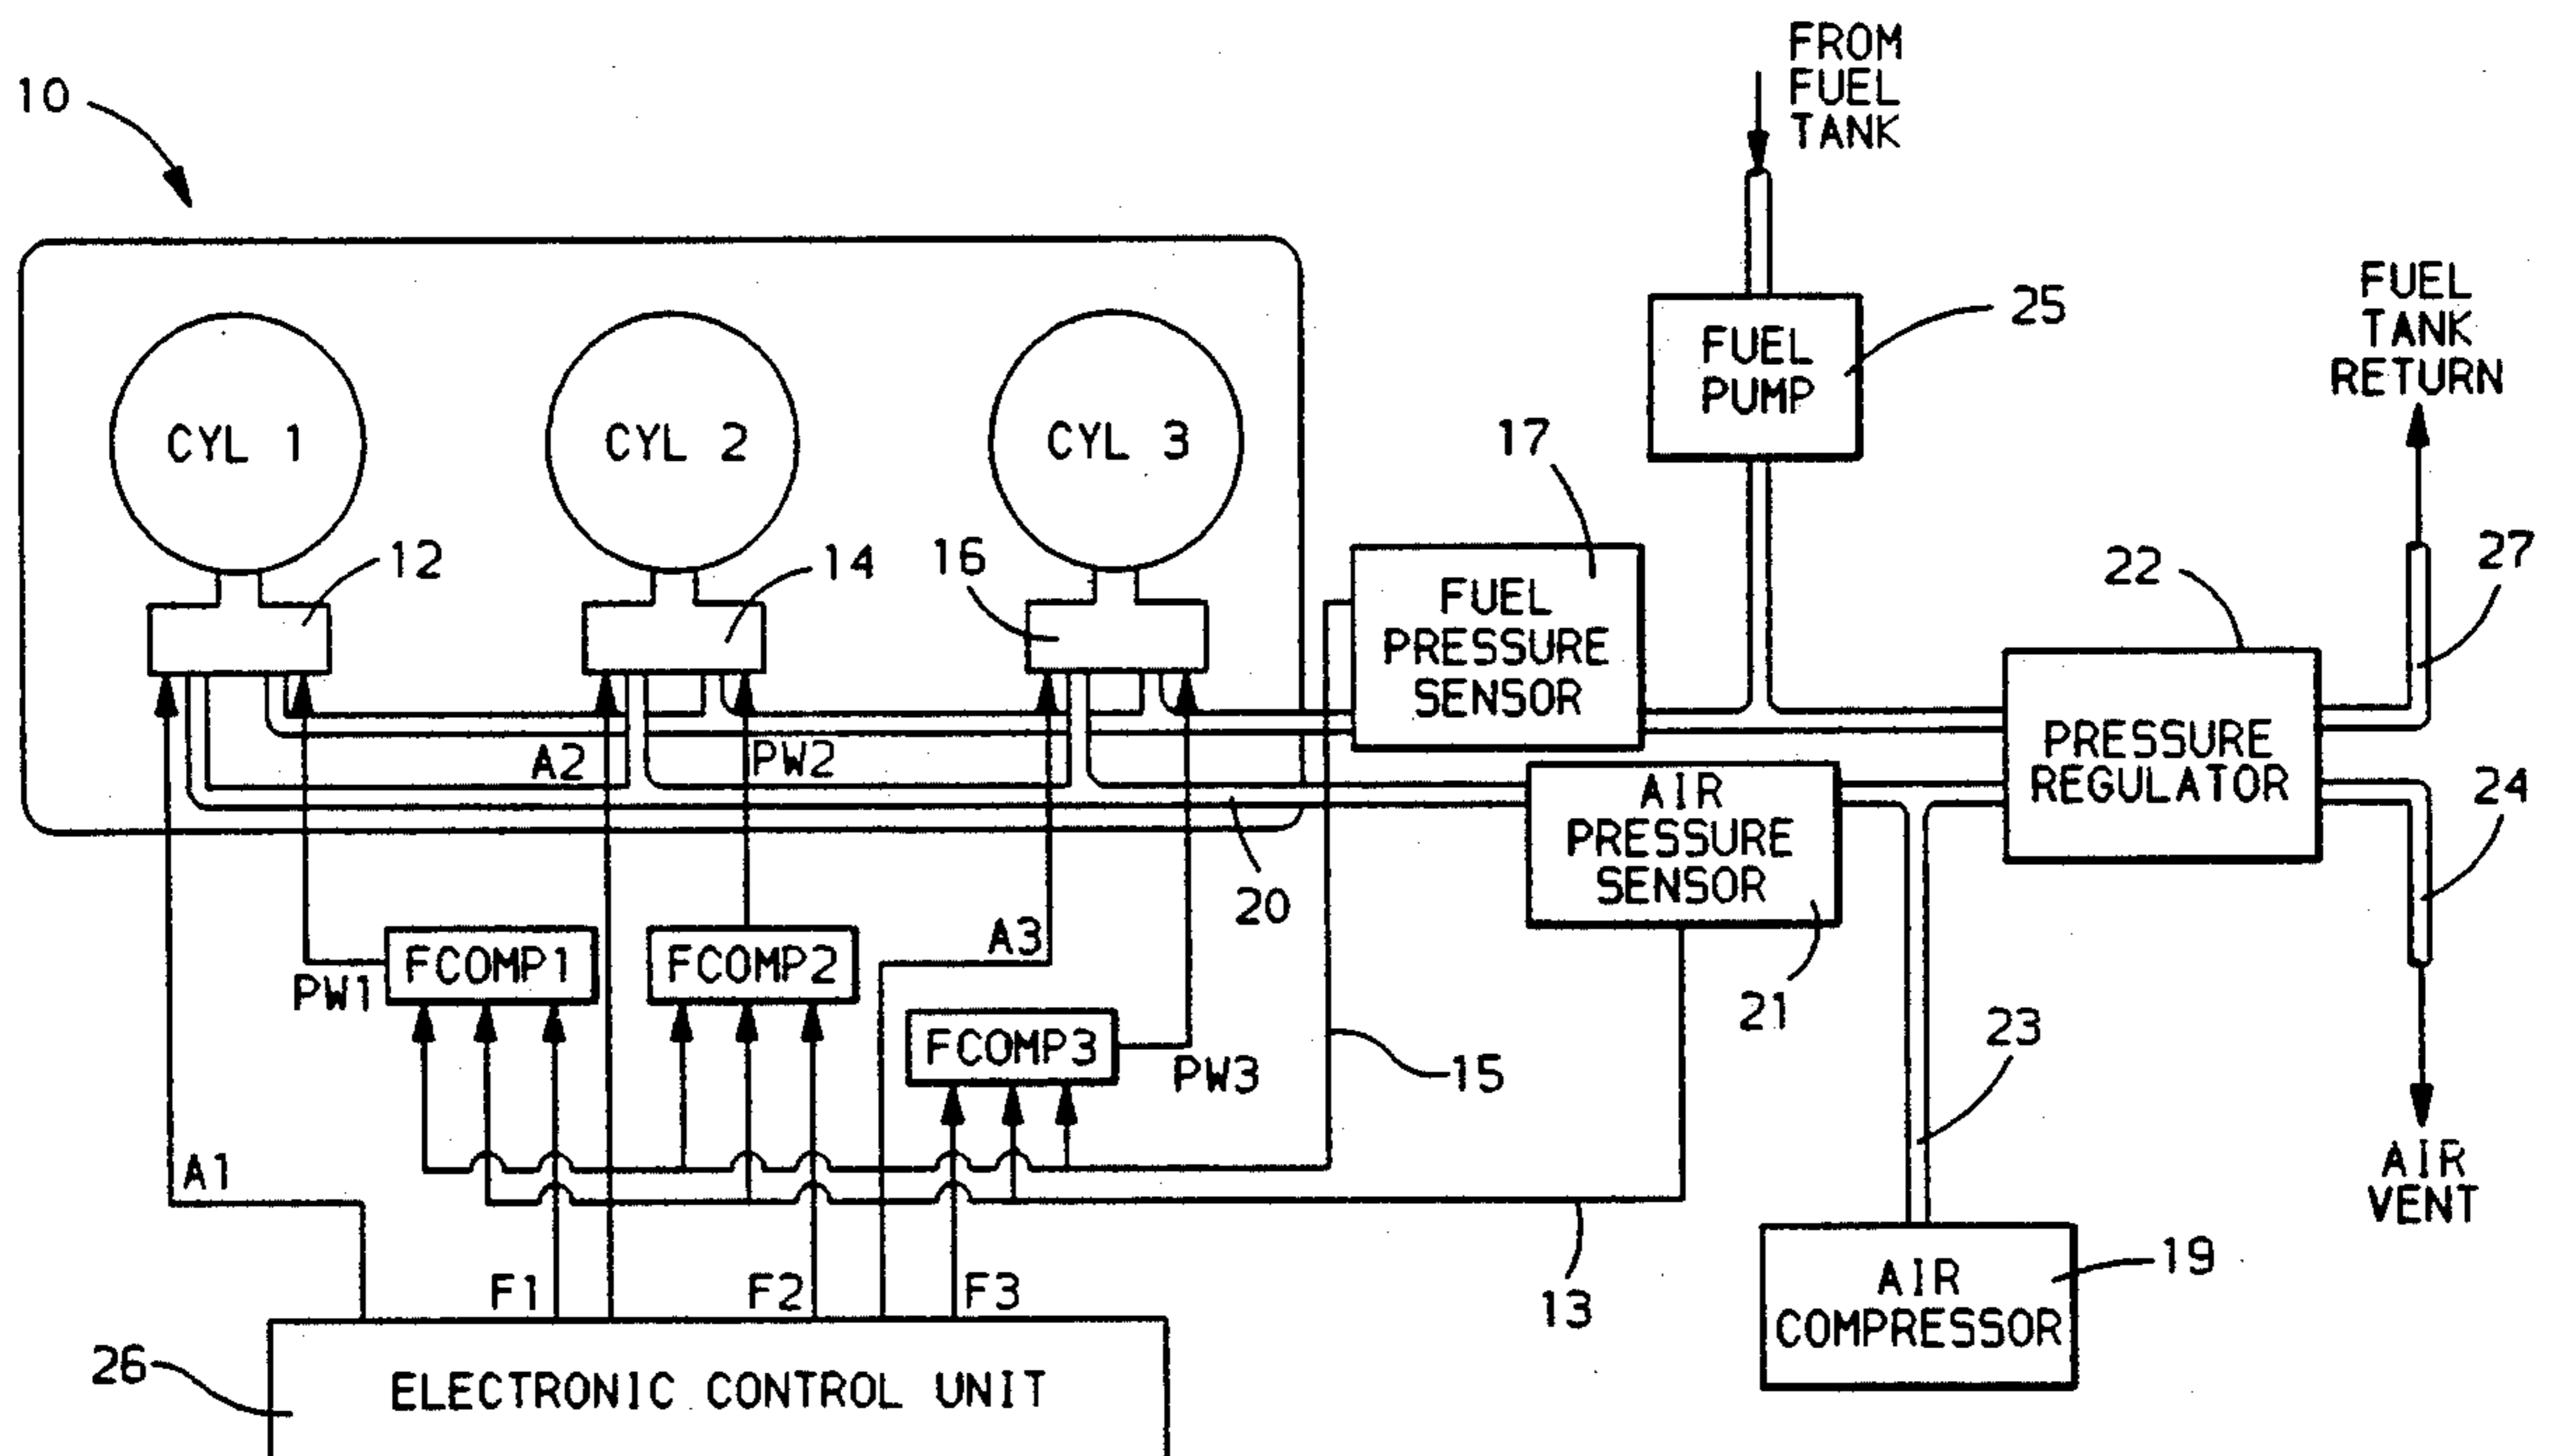 FROM
FUEL
TANK
10
FUEL
TANK
RETURN
25
FUEL
PUMP
17
CYL 1
CYL 2
CYL 3
12
14
16
27
22
FUEL
PRESSURE
SENSOR
PRESSURE
REGULATOR
A2
PW2
AIR
PRESSURE
SENSOR
24
20
A3
FCOMP1
FCOMP2
PW1
21
FCOMP3
PW3
15
23
A1
AIR
VENT
F1
F2
F3
13
19
AIR
COMPRESSOR
26
ELECTRONIC CONTROL UNIT